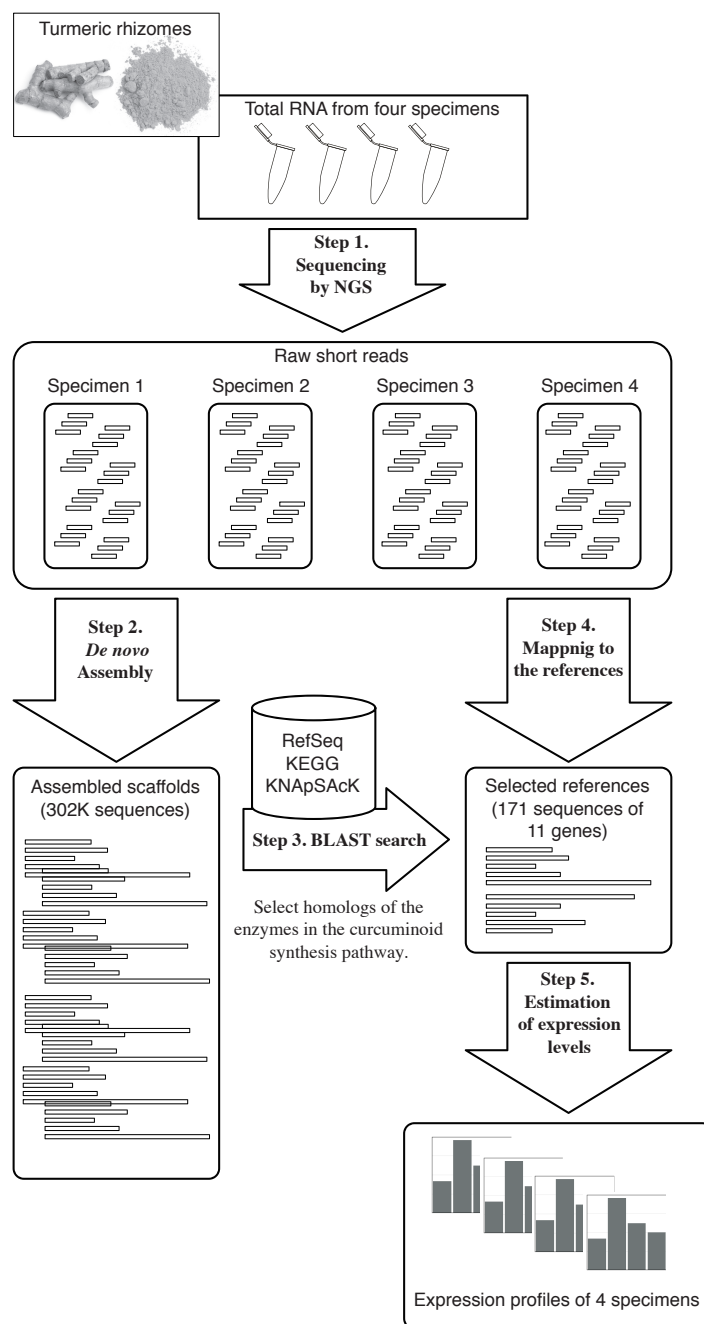 Turmeric rhizomes
Total RNA from four specimens
Step 1.
Sequencing
by NGS
Raw short reads
Specimen 1
Specimen 2
Specimen 3
Specimen 4
Step 2.
De novo
Assembly
Step 4.
Mappnig to
the references
RefSeq
KEGG
KNApSAcK
Assembled scaffolds
(302K sequences)
Step 3. BLAST search
Select homologs of the
enzymes in the curcuminoid
synthesis pathway.
Selected references
(171 sequences of
11 genes)
Step 5.
Estimation
of expression
levels
Expression profiles of 4 specimens